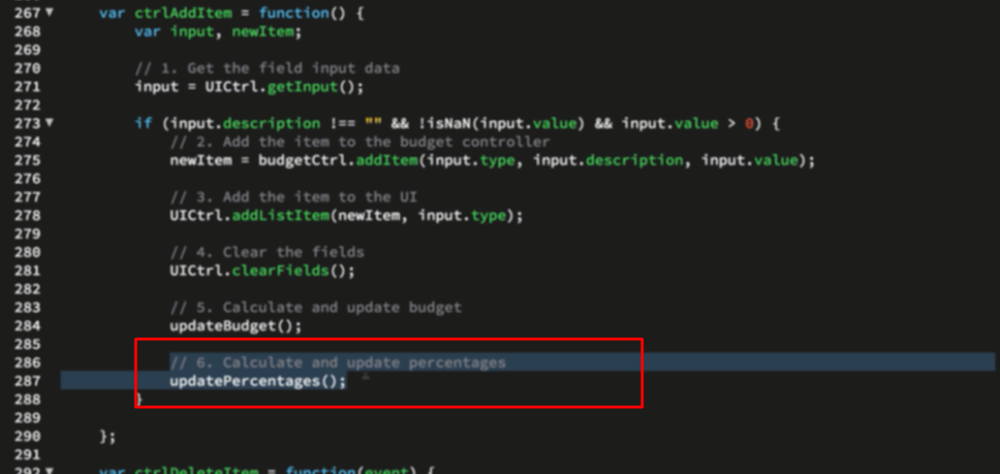 267 var ctrlAddItem = function() {
268 var input, newItem;
269
270 // 1. Get the field input data
271 input = UICtrl.getInput();
272
273 if (input.description !== "" && !isNaN(input.value) && input.value > 0) {
274 // 2. Add the item to the budget controller
275 newItem = budgetCtrl.addItem(input.type, input.description, input.value);
276
277 // 3. Add the item to the UI
278 UICtrl.addListItem(newItem, input.type);
279
280 // 4. Clear the fields
281 UICtrl.clearFields();
282
283 // 5. Calculate and update budget
284 updateBudget();
285
286 // 6. Calculate and update percentages
287 updatePercentages();
288 }
289
290 };
291
292 var ctrlDeleteItem = function(event) {